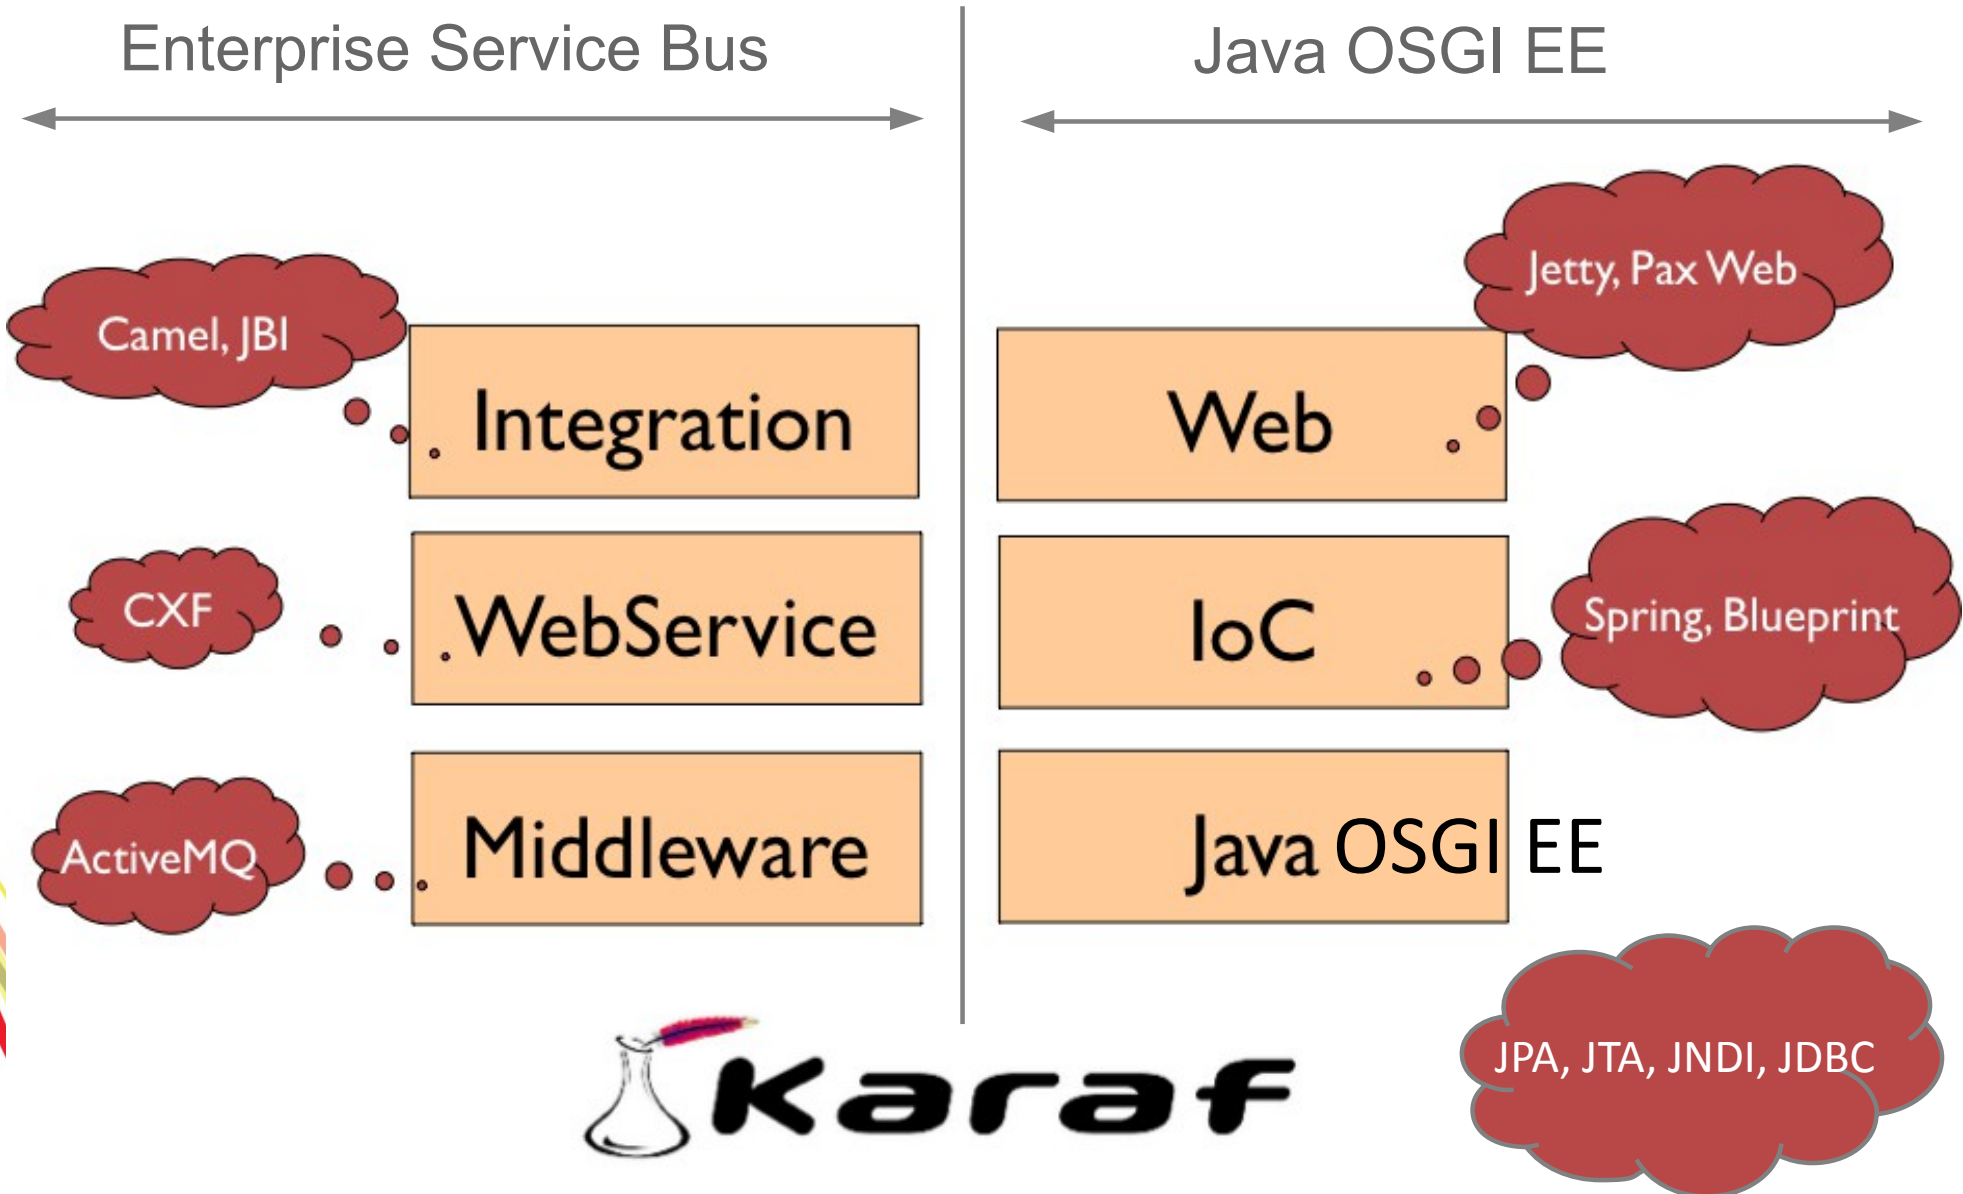 Enterprise Service Bus
Java OSGI EE
Camel, JBI
Integration
CXF
WebService
ActiveMQ
Middleware
Jetty, Pax Web
Web
Spring, Blueprint
IoC
Java OSGI EE
JPA, JTA, JNDI, JDBC
Karaf